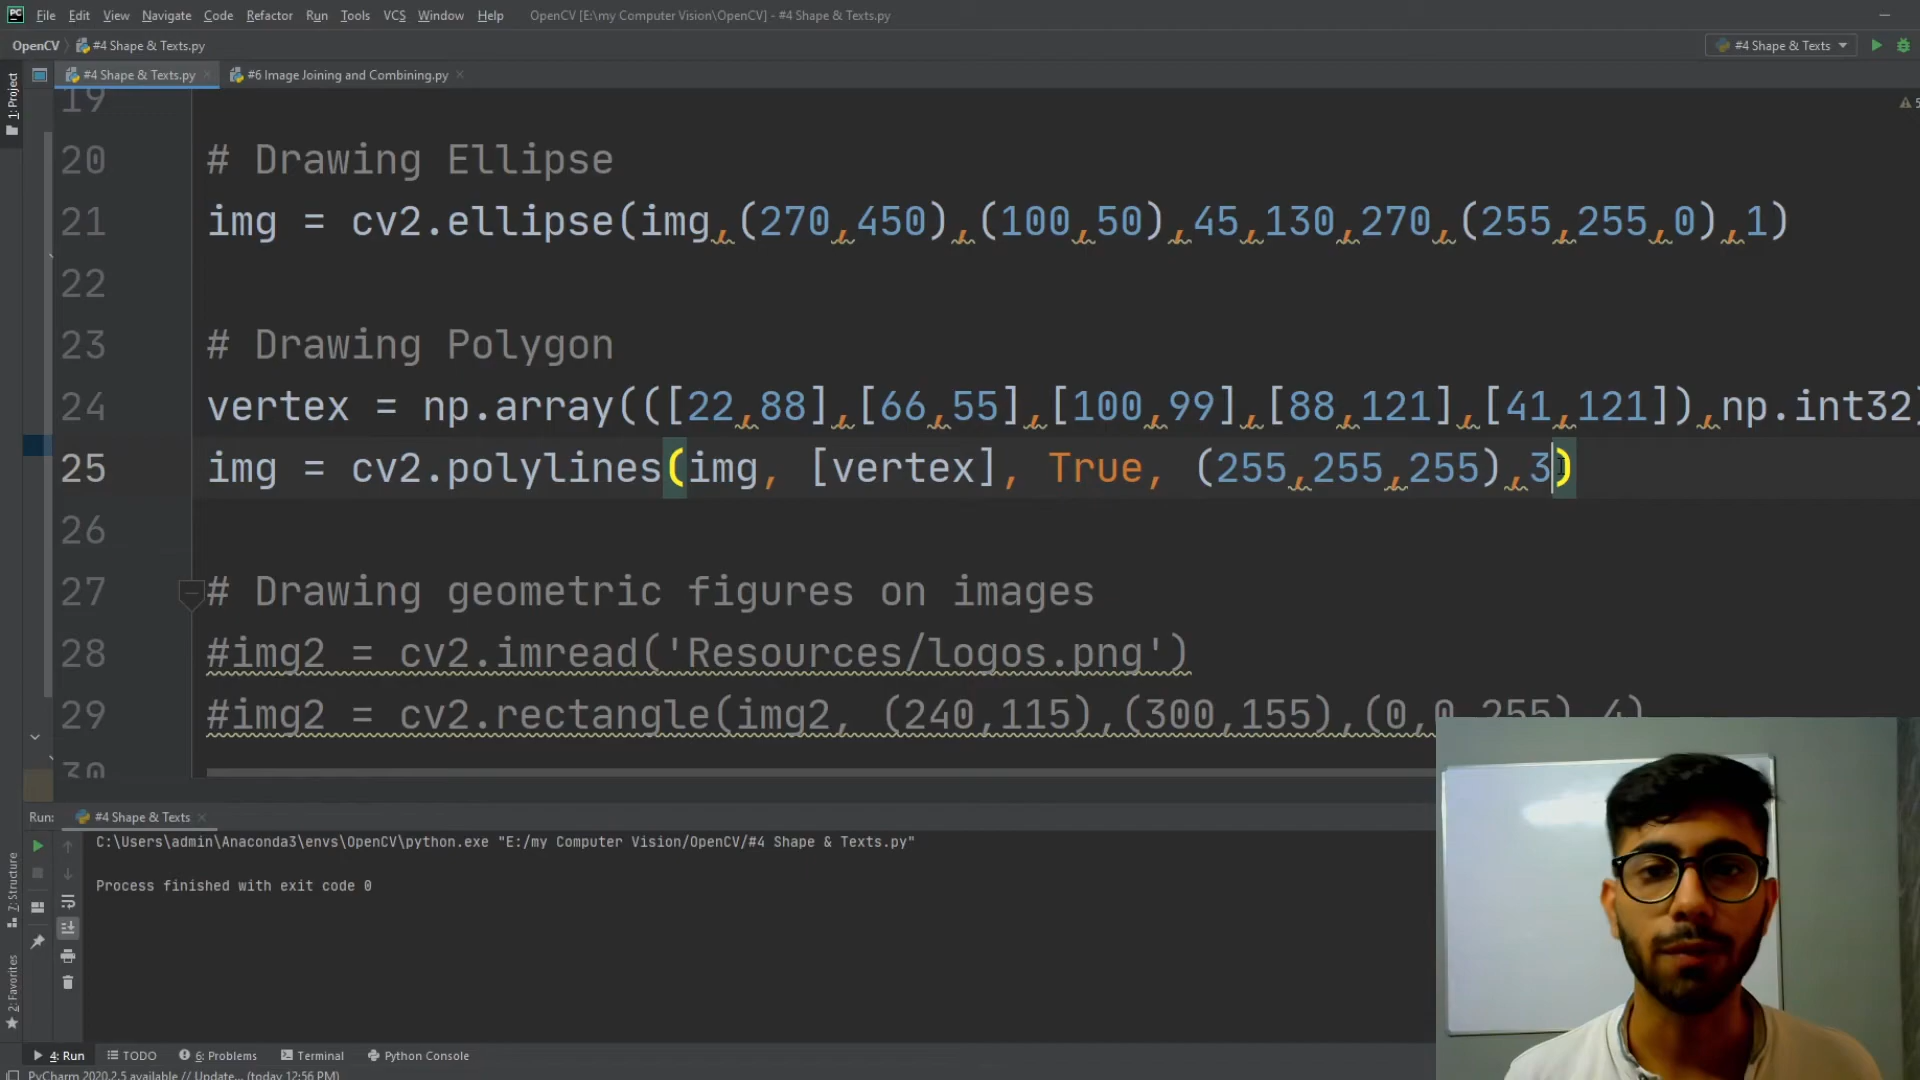 File Edit View Navigate Code Refactor Run Tools VCS Window Help OpenCV [E:\my Computer Vision\OpenCV] - #4 Shape & Texts.py
OpenCV #4 Shape & Texts.py #4 Shape & Texts
#4 Shape & Texts.py #6 Image Joining and Combining.py
1: Project
19
20 # Drawing Ellipse
21 img = cv2.ellipse(img,(270,450),(100,50),45,130,270,(255,255,0),1)
22
23 # Drawing Polygon
24 vertex = np.array(([22,88],[66,55],[100,99],[88,121],[41,121]),np.int32)
25 img = cv2.polylines(img, [vertex], True, (255,255,255),3)
26
27 # Drawing geometric figures on images
28 #img2 = cv2.imread('Resources/logos.png')
29 #img2 = cv2.rectangle(img2, (240,115),(300,155),(0,0,255),4)
30
Run: #4 Shape & Texts
C:\Users\admin\Anaconda3\envs\OpenCV\python.exe "E:/my Computer Vision/OpenCV/#4 Shape & Texts.py"
Process finished with exit code 0
7: Structure
2: Favorites
4: Run TODO 6: Problems Terminal Python Console
PyCharm 2020.2.5 available // Update... (today 12:56 PM)